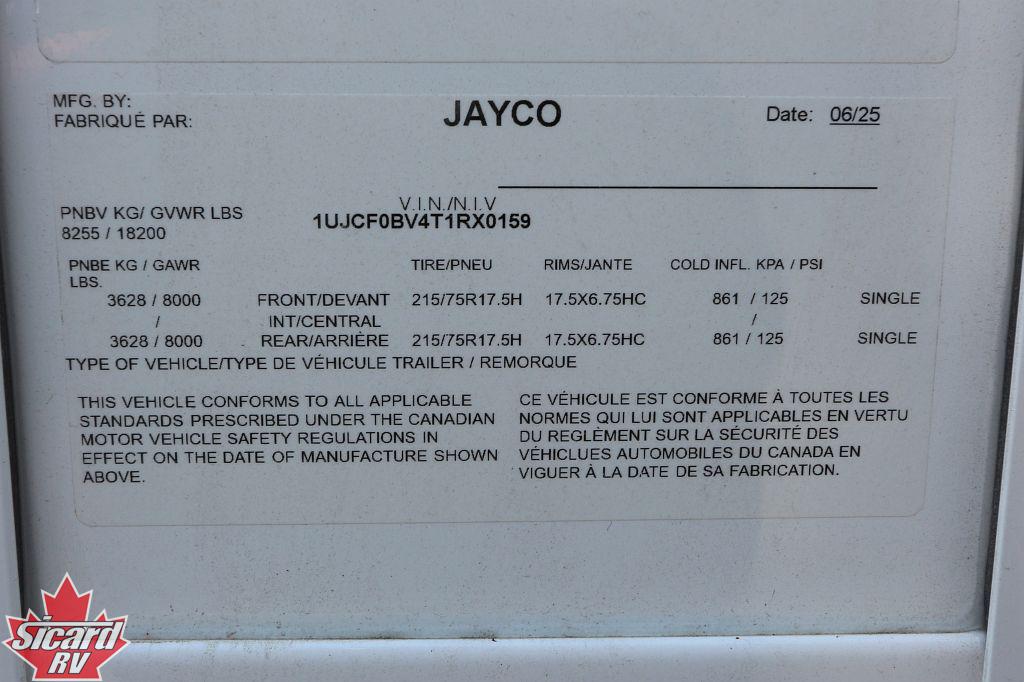 MFG. BY:
FABRIQUÉ PAR:
JAYCO
Date: 06/25
V.I.N./N.I.V
1UJCF0BV4T1RX0159
PNBV KG/ GVWR LBS
8255 / 18200
PNBE KG / GAWR LBS.
TIRE/PNEU RIMS/JANTE COLD INFL. KPA / PSI
3628 / 8000 FRONT/DEVANT 215/75R17.5H 17.5X6.75HC 861 / 125 SINGLE
/ INT/CENTRAL /
3628 / 8000 REAR/ARRIÈRE 215/75R17.5H 17.5X6.75HC 861 / 125 SINGLE
TYPE OF VEHICLE/TYPE DE VÉHICULE TRAILER / REMORQUE
THIS VEHICLE CONFORMS TO ALL APPLICABLE
STANDARDS PRESCRIBED UNDER THE CANADIAN
MOTOR VEHICLE SAFETY REGULATIONS IN
EFFECT ON THE DATE OF MANUFACTURE SHOWN
ABOVE.
CE VÉHICULE EST CONFORME À TOUTES LES
NORMES QUI LUI SONT APPLICABLES EN VERTU
DU REGLÈMENT SUR LA SÉCURITÉ DES
VÉHICLUES AUTOMOBILES DU CANADA EN
VIGUER À LA DATE DE SA FABRICATION.
Sicard
RV